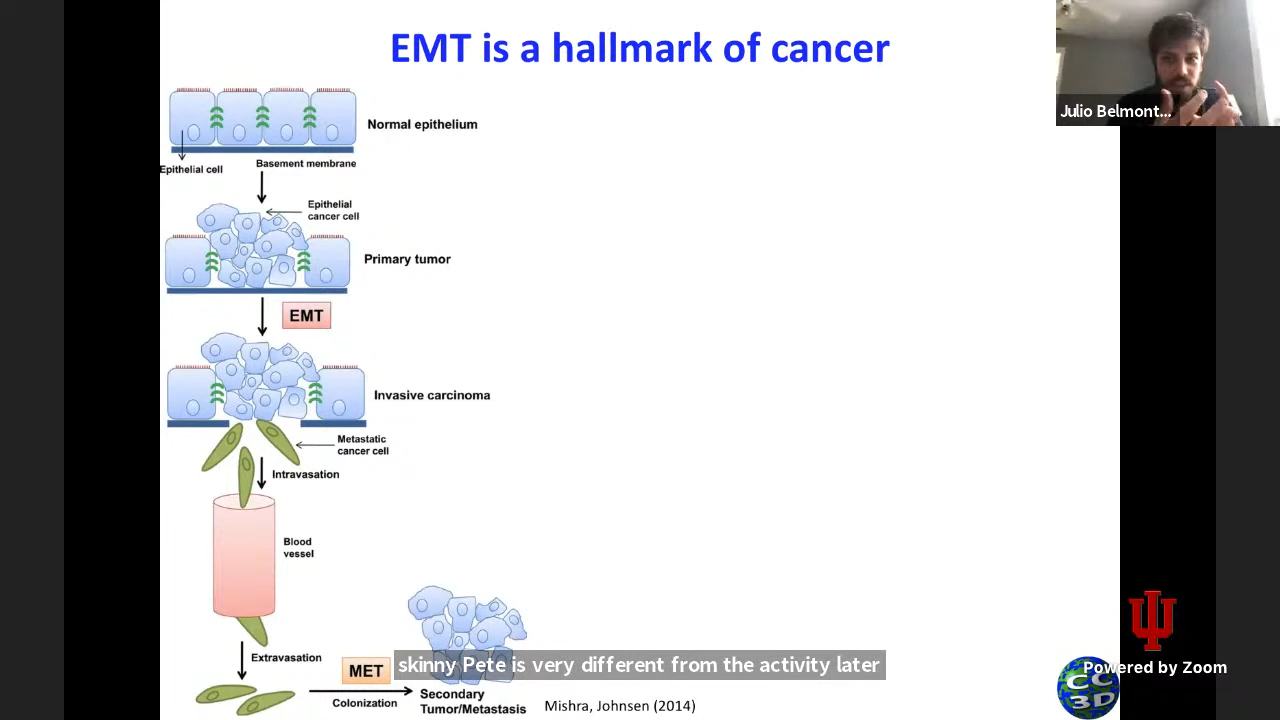 EMT is a hallmark of cancer
Julio Belmont...
Normal epithelium
Epithelial cell
Basement membrane
Epithelial
cancer cell
Primary tumor
EMT
Invasive carcinoma
Metastatic
cancer cell
Intravasation
Blood
vessel
Extravasation
MET
Colonization
skinny Pete is very different from the activity later
Secondary
Tumor/Metastasis
Mishra, Johnsen (2014)
Powered by Zoom
CC
3D